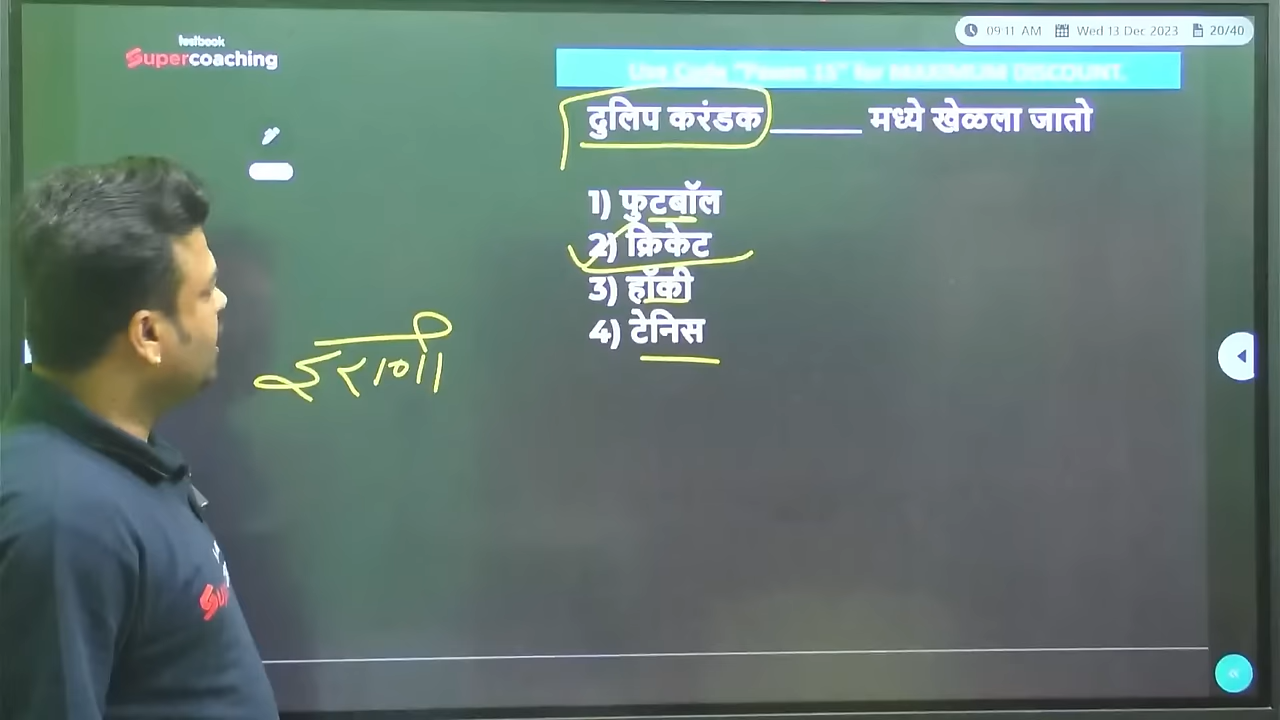 09:11 AM Wed 13 Dec 2023 20/40
testbook
Supercoaching
दुलिप करंडक ______ मध्ये खेळला जातो
1) फुटबॉल
2) क्रिकेट
3) हॉकी
4) टेनिस
इराणी